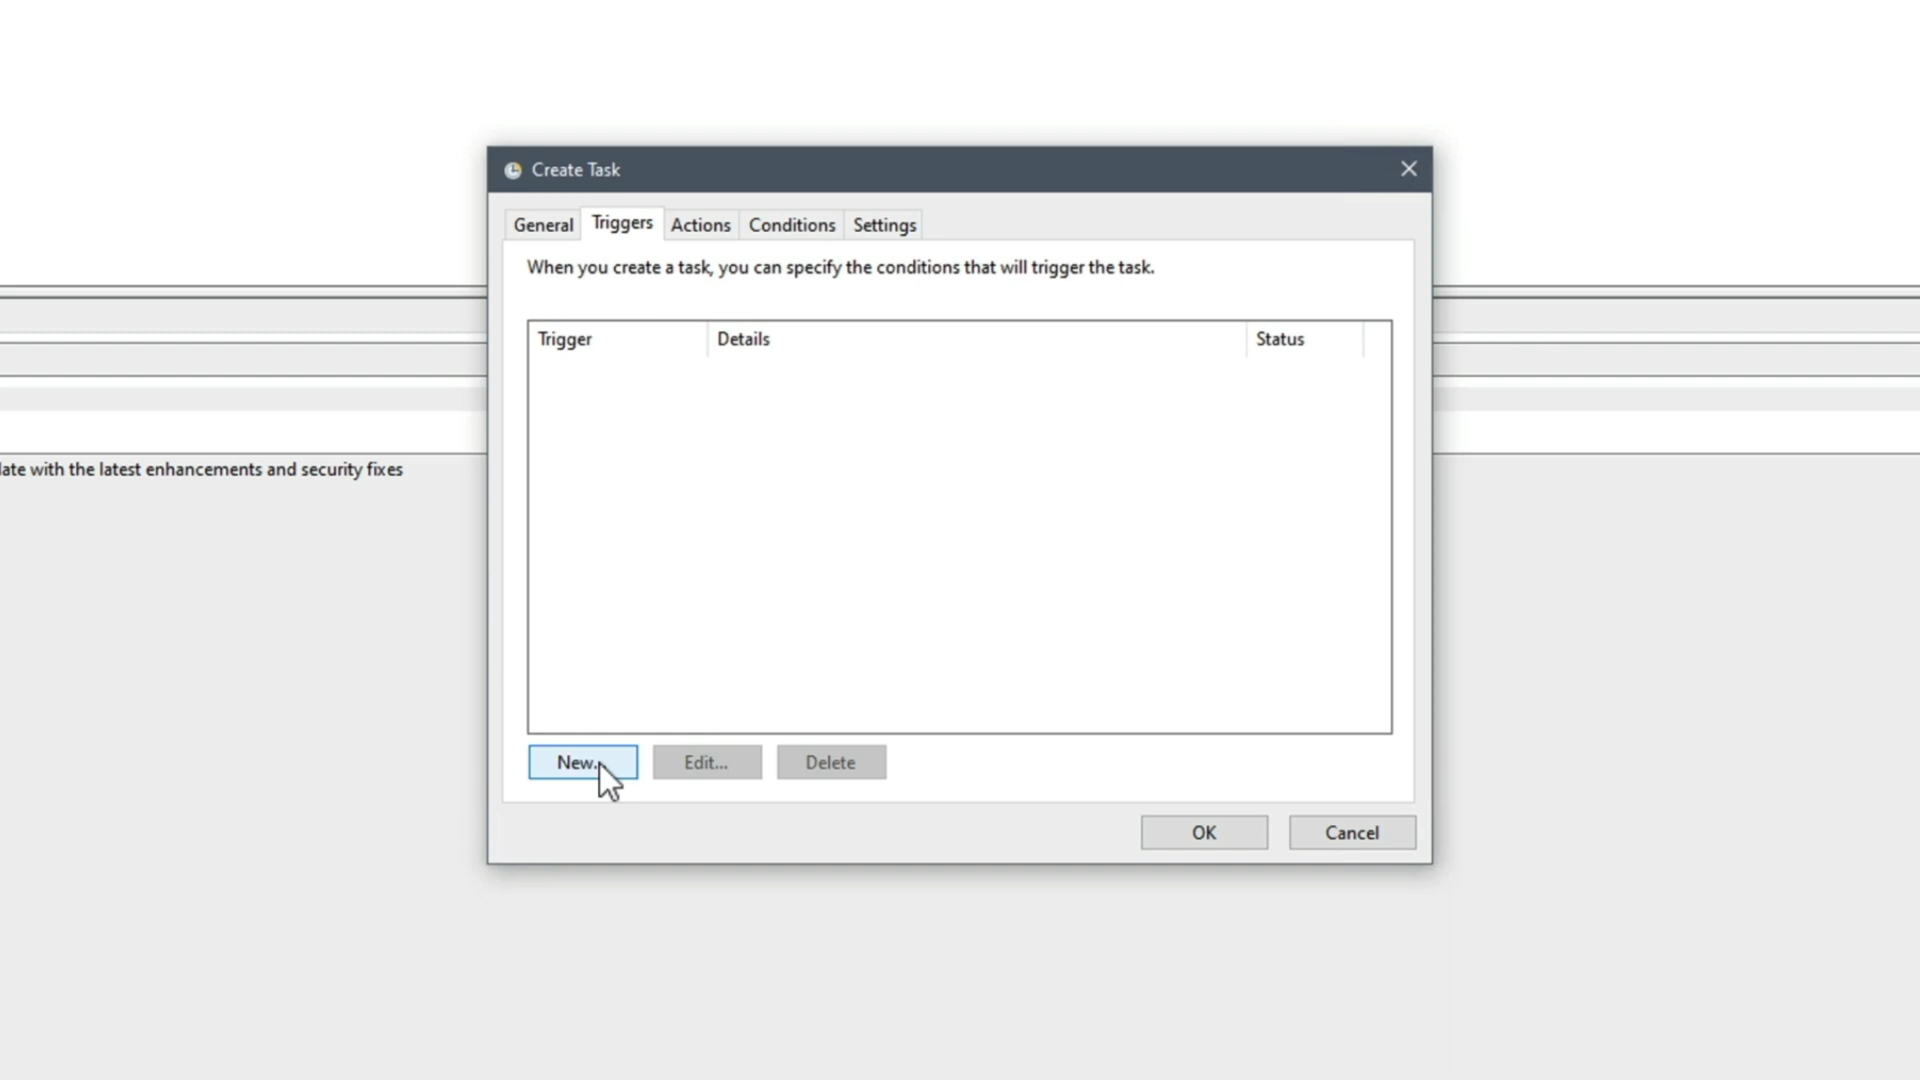 Create Task
General Triggers Actions Conditions Settings
When you create a task, you can specify the conditions that will trigger the task.
Trigger Details Status
with the latest enhancements and security fixes
New... Edit... Delete
OK Cancel